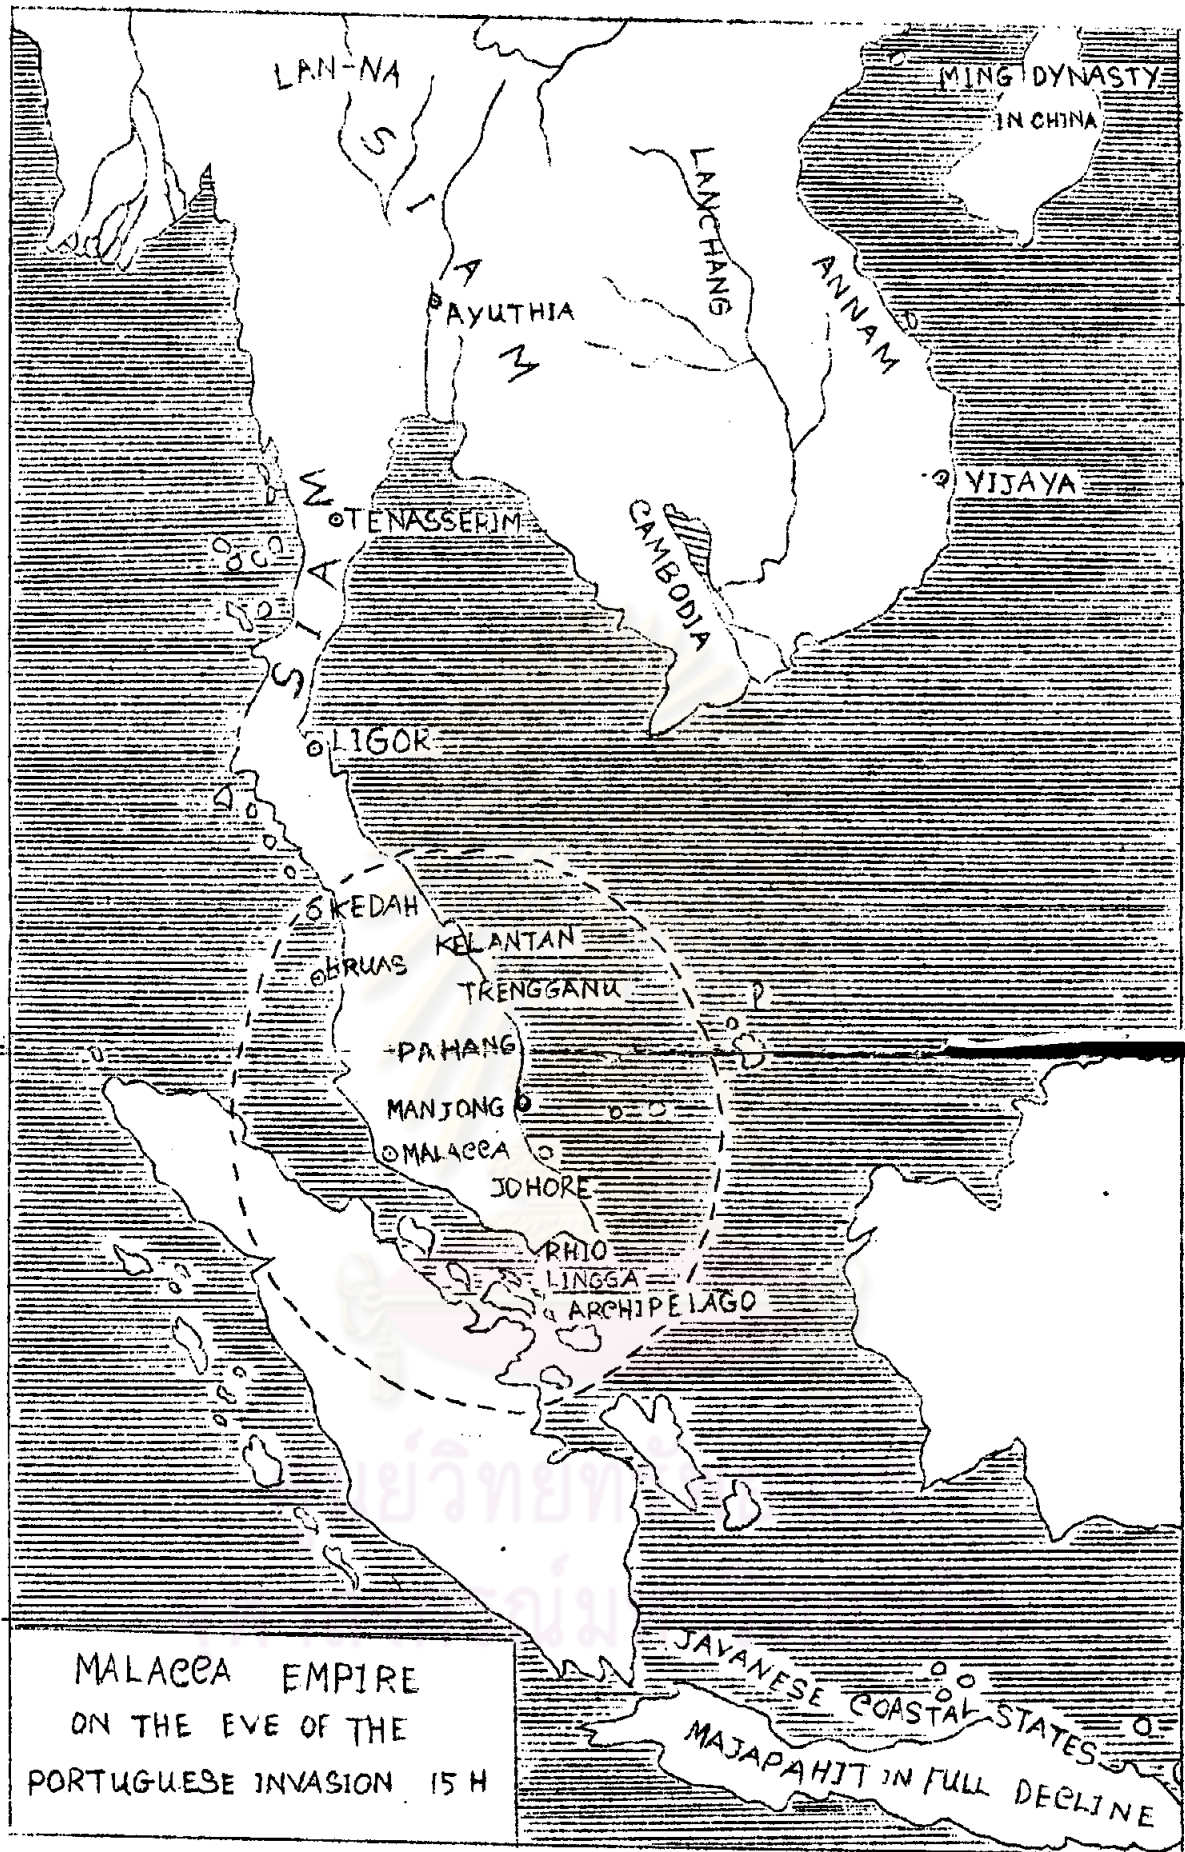 LAN-NA
MING DYNASTY
IN CHINA
SIAM
LANCHANG
ANNAM
AYUTHIA
VIJAYA
SIAM
TENASSERIM
CAMBODIA
LIGOR
KEDAH
KELANTAN
BRUAS
TRENGGANU
PAHANG
MANJONG
MALACCA
JOHORE
RHIO
LINGGA
ARCHIPELAGO
JAVANESE COASTAL STATES
MAJAPAHIT IN FULL DECLINE
MALACCA EMPIRE
ON THE EVE OF THE
PORTUGUESE INVASION 15 H